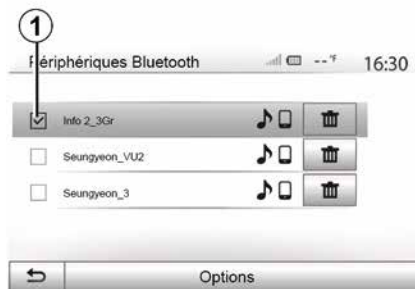 1
Périphériques Bluetooth --°F 16:30
Info 2_3Gr
Seungyeon_VU2
Seungyeon_3
Options